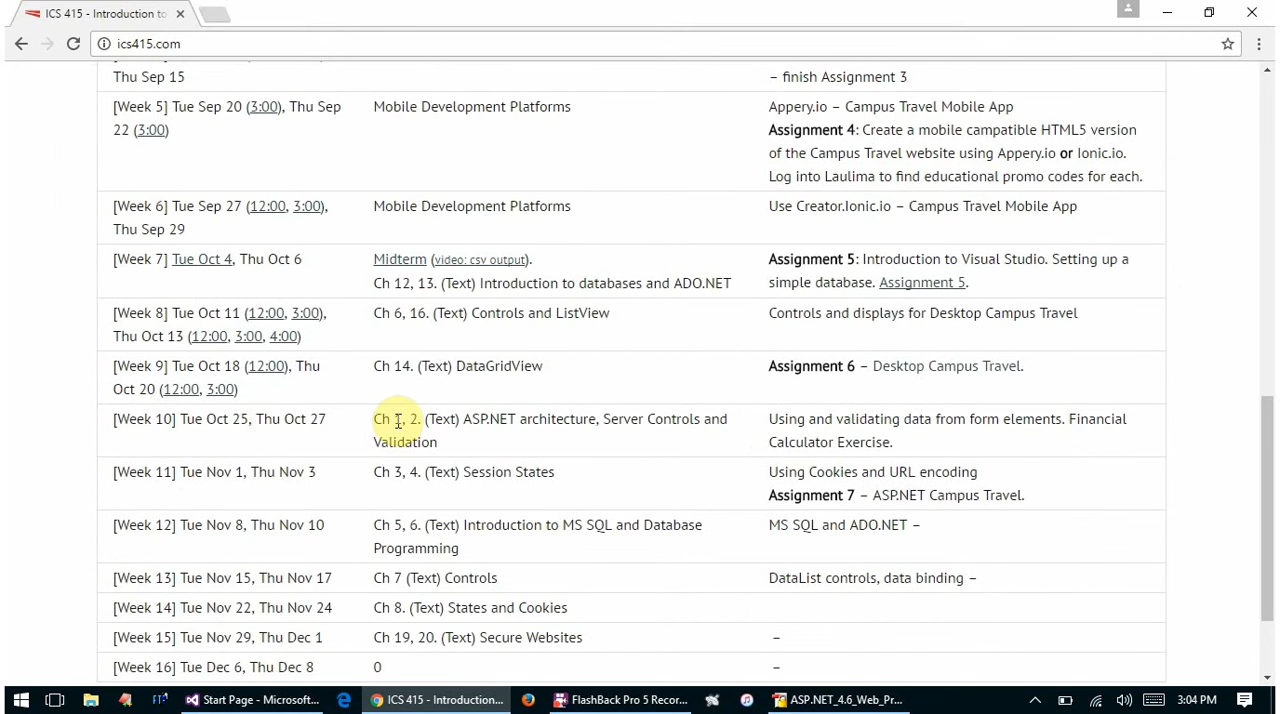 ICS 415 - Introduction to
ics415.com
Thu Sep 15
– finish Assignment 3
[Week 5] Tue Sep 20 (3:00), Thu Sep
22 (3:00)
Mobile Development Platforms
Appery.io – Campus Travel Mobile App
Assignment 4: Create a mobile campatible HTML5 version
of the Campus Travel website using Appery.io or Ionic.io.
Log into Laulima to find educational promo codes for each.
[Week 6] Tue Sep 27 (12:00, 3:00),
Thu Sep 29
Mobile Development Platforms
Use Creator.Ionic.io – Campus Travel Mobile App
[Week 7] Tue Oct 4, Thu Oct 6
Midterm (video: csv output).
Ch 12, 13. (Text) Introduction to databases and ADO.NET
Assignment 5: Introduction to Visual Studio. Setting up a
simple database. Assignment 5.
[Week 8] Tue Oct 11 (12:00, 3:00),
Thu Oct 13 (12:00, 3:00, 4:00)
Ch 6, 16. (Text) Controls and ListView
Controls and displays for Desktop Campus Travel
[Week 9] Tue Oct 18 (12:00), Thu
Oct 20 (12:00, 3:00)
Ch 14. (Text) DataGridView
Assignment 6 – Desktop Campus Travel.
[Week 10] Tue Oct 25, Thu Oct 27
Ch 1, 2. (Text) ASP.NET architecture, Server Controls and
Validation
Using and validating data from form elements. Financial
Calculator Exercise.
[Week 11] Tue Nov 1, Thu Nov 3
Ch 3, 4. (Text) Session States
Using Cookies and URL encoding
Assignment 7 – ASP.NET Campus Travel.
[Week 12] Tue Nov 8, Thu Nov 10
Ch 5, 6. (Text) Introduction to MS SQL and Database
Programming
MS SQL and ADO.NET –
[Week 13] Tue Nov 15, Thu Nov 17
Ch 7 (Text) Controls
DataList controls, data binding –
[Week 14] Tue Nov 22, Thu Nov 24
Ch 8. (Text) States and Cookies
[Week 15] Tue Nov 29, Thu Dec 1
Ch 19, 20. (Text) Secure Websites
–
[Week 16] Tue Dec 6, Thu Dec 8
0
–
Start Page - Microsoft...
ICS 415 - Introduction...
FlashBack Pro 5 Recor...
ASP.NET_4.6_Web_Pr...
3:04 PM